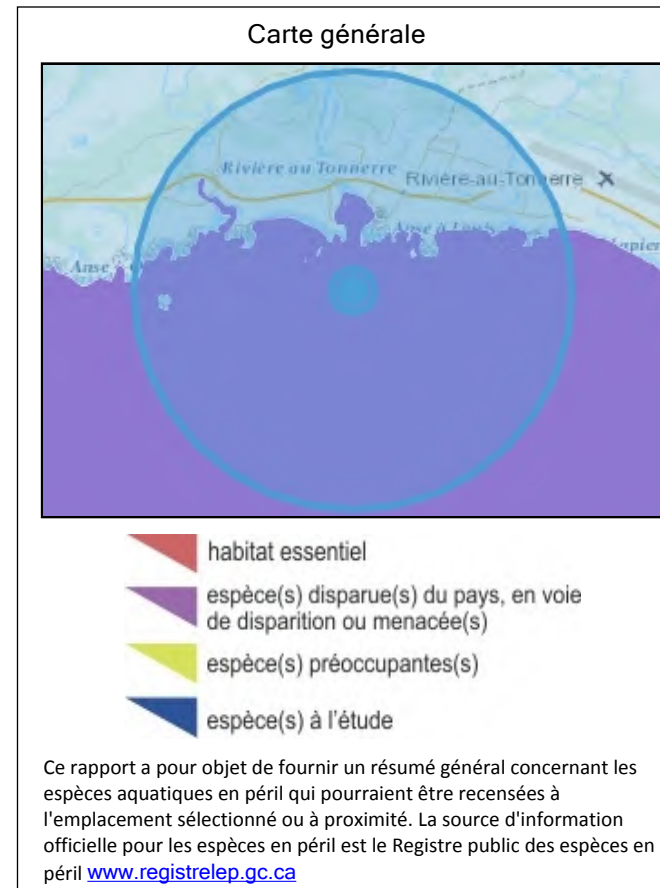 Carte générale
Rivière au Tonnerre
Rivière-au-Tonnerre
Anse
Anse à
habitat essentiel
espèce(s) disparue(s) du pays, en voie
de disparition ou menacée(s)
espèce(s) préoccupantes(s)
espèce(s) à l'étude
Ce rapport a pour objet de fournir un résumé général concernant les
espèces aquatiques en péril qui pourraient être recensées à
l'emplacement sélectionné ou à proximité. La source d'information
officielle pour les espèces en péril est le Registre public des espèces en
péril www.registrelep.gc.ca